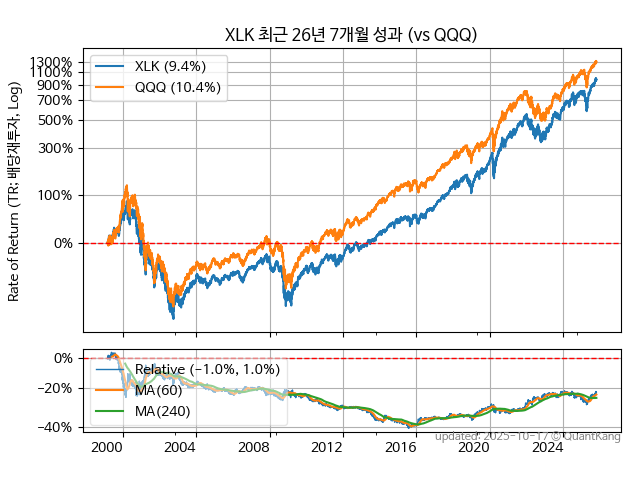 XLK 최근 26년 7개월 성과 (vs QQQ)
Rate of Return (TR: 배당재투자, Log)
1300%
1100%
900%
700%
500%
300%
100%
0%
XLK (9.4%)
QQQ (10.4%)
0%
−20%
−40%
Relative (−1.0%, 1.0%)
MA(60)
MA(240)
2000
2004
2008
2012
2016
2020
2024
updated: 2025-10-17 © QuantKang